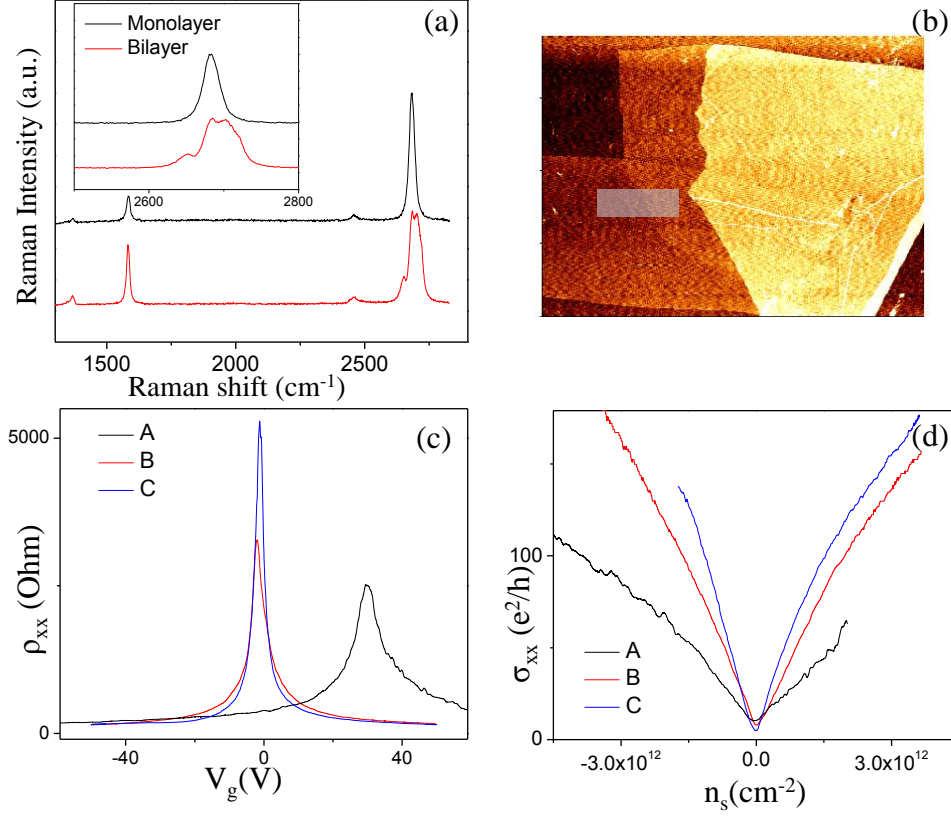 (a)
Monolayer
Bilayer
2600 2800
Raman Intensity (a.u.)
1500 2000 2500
Raman shift (cm⁻¹)
(b)
(c)
A
B
C
5000
0
ρxx (Ohm)
-40 0 40
Vg(V)
(d)
100
0
σxx (e²/h)
A
B
C
-3.0x10¹² 0.0 3.0x10¹²
ns(cm⁻²)